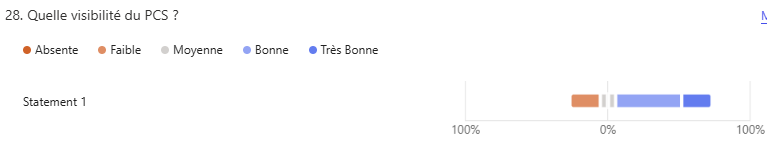 28. Quelle visibilité du PCS ?
Absente Faible Moyenne Bonne Très Bonne
Statement 1
100% 0% 100%